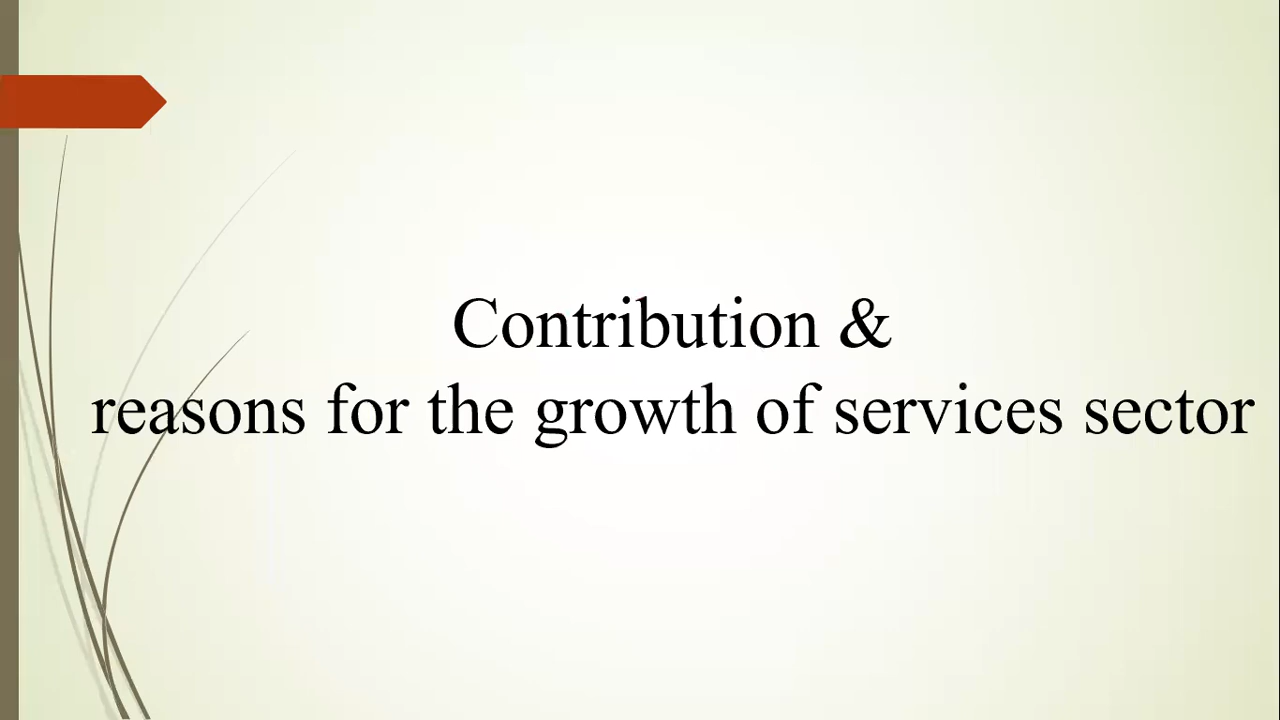 Contribution &
reasons for the growth of services sector